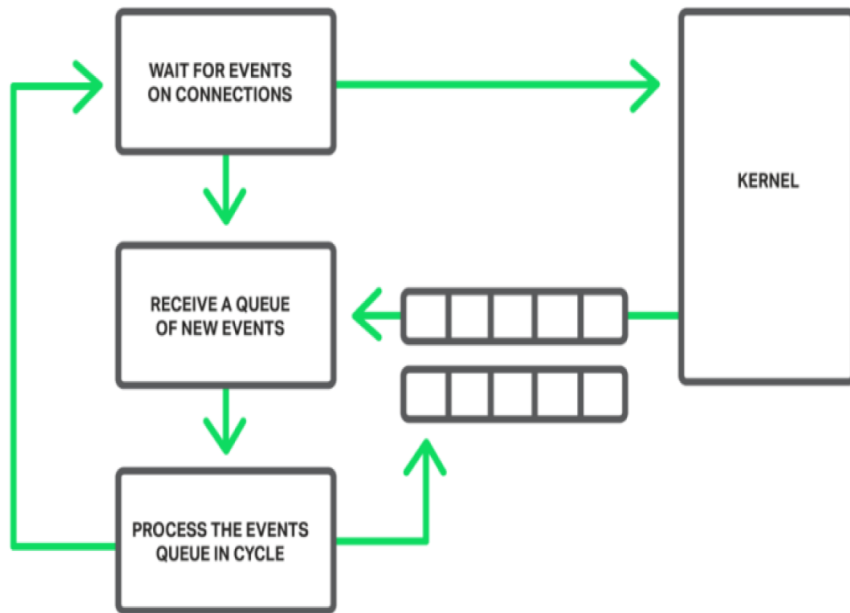 WAIT FOR EVENTS
ON CONNECTIONS
KERNEL
RECEIVE A QUEUE
OF NEW EVENTS
PROCESS THE EVENTS
QUEUE IN CYCLE